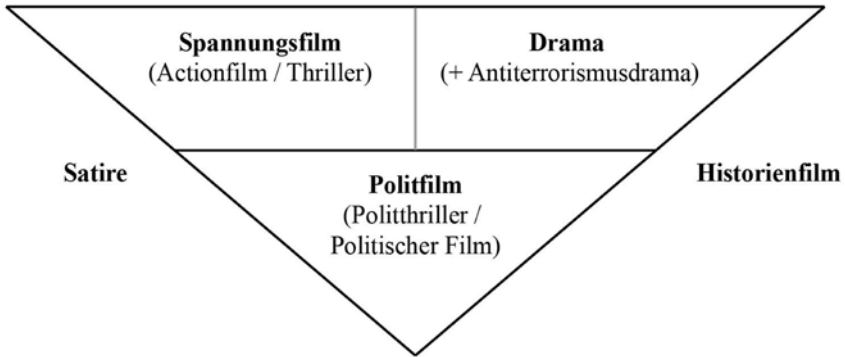 Spannungsfilm
(Actionfilm / Thriller)
Drama
(+ Antiterrorismusdrama)
Satire
Politfilm
(Politthriller /
Politischer Film)
Historienfilm